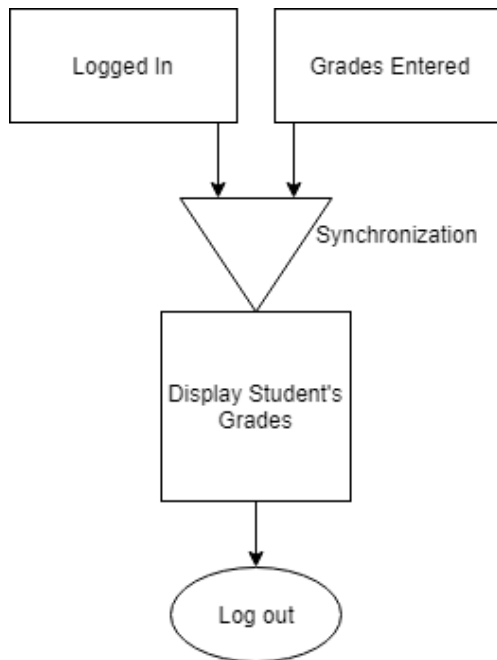 Logged In
Grades Entered
Synchronization
Display Student's
Grades
Log out